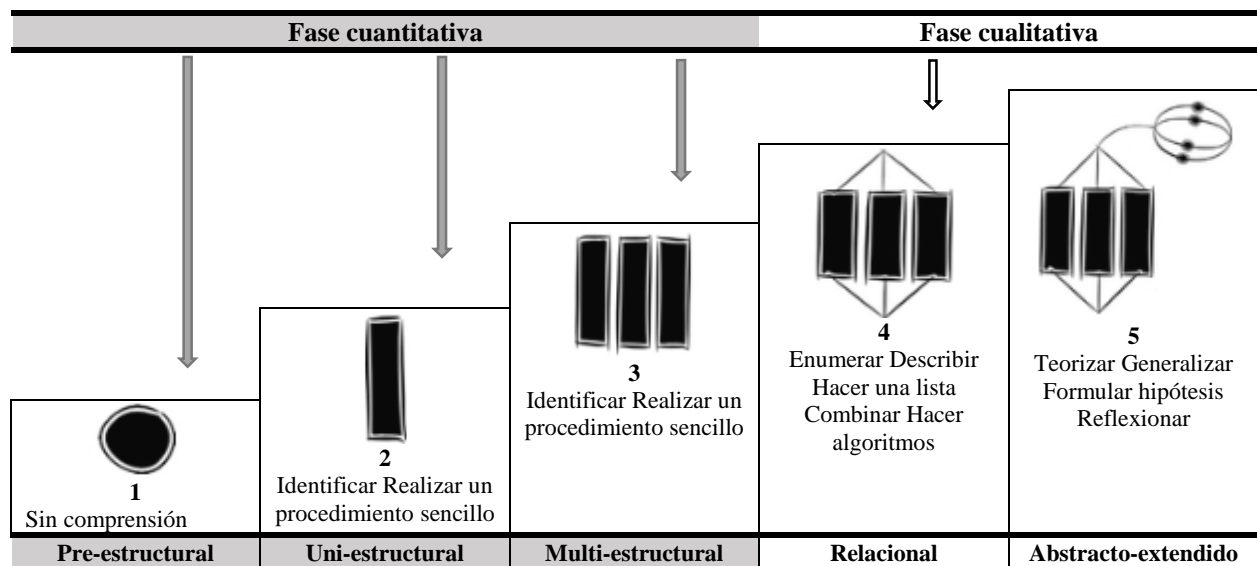 Fase cuantitativa
Fase cualitativa
1
Sin comprensión
2
Identificar Realizar un
procedimiento sencillo
3
Identificar Realizar un
procedimiento sencillo
4
Enumerar Describir
Hacer una lista
Combinar Hacer
algoritmos
5
Teorizar Generalizar
Formular hipótesis
Reflexionar
Pre-estructural
Uni-estructural
Multi-estructural
Relacional
Abstracto-extendido